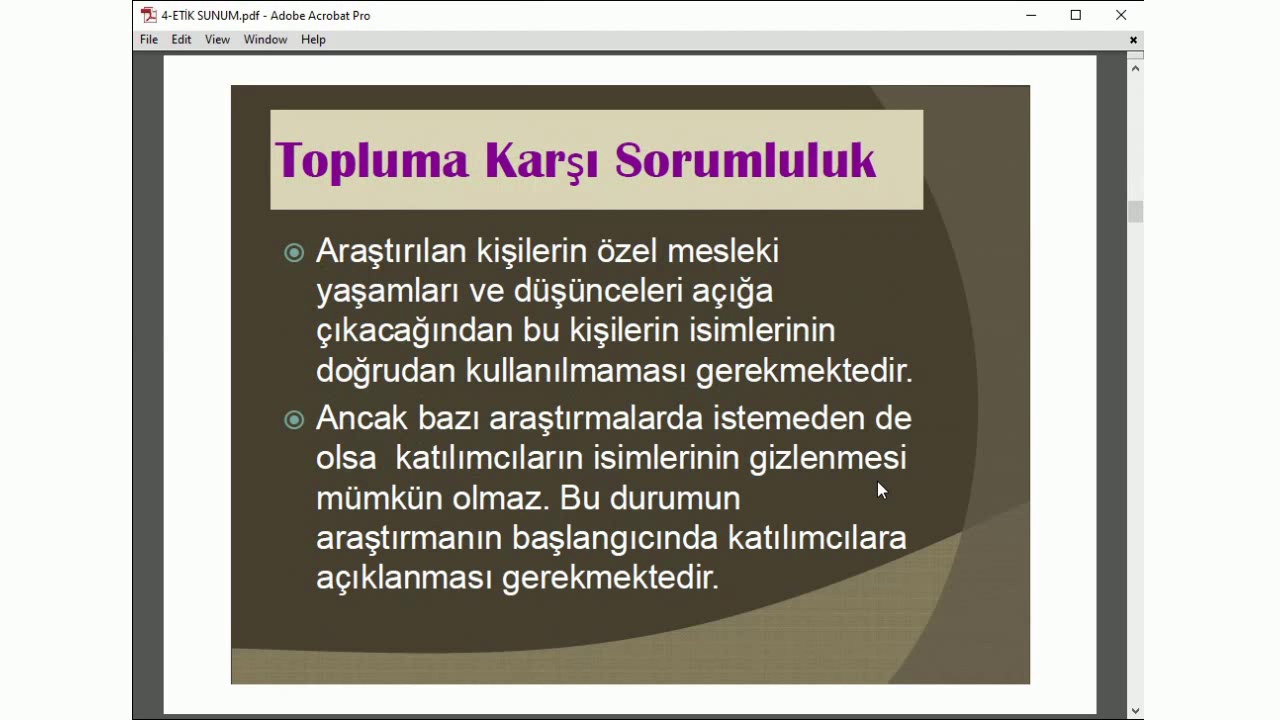 4-ETİK SUNUM.pdf - Adobe Acrobat Pro
File Edit View Window Help
Topluma Karşı Sorumluluk
Araştırılan kişilerin özel mesleki
yaşamları ve düşünceleri açığa
çıkacağından bu kişilerin isimlerinin
doğrudan kullanılmaması gerekmektedir.
Ancak bazı araştırmalarda istemeden de
olsa katılımcıların isimlerinin gizlenmesi
mümkün olmaz. Bu durumun
araştırmanın başlangıcında katılımcılara
açıklanması gerekmektedir.